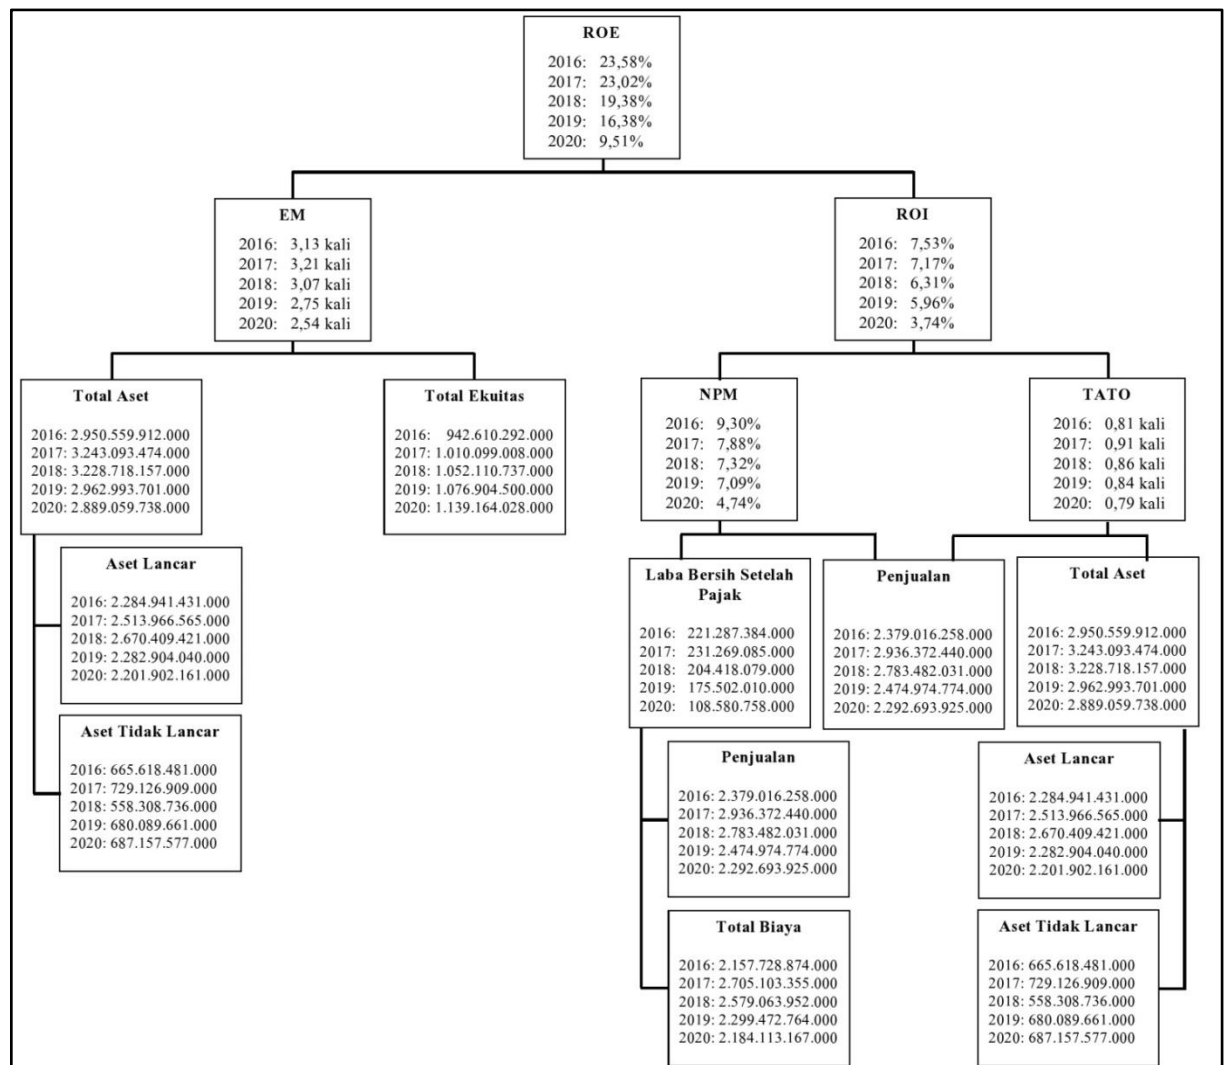 ROE
2016: 23,58%
2017: 23,02%
2018: 19,38%
2019: 16,38%
2020: 9,51%
EM
2016: 3,13 kali
2017: 3,21 kali
2018: 3,07 kali
2019: 2,75 kali
2020: 2,54 kali
ROI
2016: 7,53%
2017: 7,17%
2018: 6,31%
2019: 5,96%
2020: 3,74%
Total Aset
2016: 2.950.559.912.000
2017: 3.243.093.474.000
2018: 3.228.718.157.000
2019: 2.962.993.701.000
2020: 2.889.059.738.000
Total Ekuitas
2016: 942.610.292.000
2017: 1.010.099.008.000
2018: 1.052.110.737.000
2019: 1.076.904.500.000
2020: 1.139.164.028.000
NPM
2016: 9,30%
2017: 7,88%
2018: 7,32%
2019: 7,09%
2020: 4,74%
TATO
2016: 0,81 kali
2017: 0,91 kali
2018: 0,86 kali
2019: 0,84 kali
2020: 0,79 kali
Aset Lancar
2016: 2.284.941.431.000
2017: 2.513.966.565.000
2018: 2.670.409.421.000
2019: 2.282.904.040.000
2020: 2.201.902.161.000
Aset Tidak Lancar
2016: 665.618.481.000
2017: 729.126.909.000
2018: 558.308.736.000
2019: 680.089.661.000
2020: 687.157.577.000
Laba Bersih Setelah
Pajak
2016: 221.287.384.000
2017: 231.269.085.000
2018: 204.418.079.000
2019: 175.502.010.000
2020: 108.580.758.000
Penjualan
2016: 2.379.016.258.000
2017: 2.936.372.440.000
2018: 2.783.482.031.000
2019: 2.474.974.774.000
2020: 2.292.693.925.000
Total Aset
2016: 2.950.559.912.000
2017: 3.243.093.474.000
2018: 3.228.718.157.000
2019: 2.962.993.701.000
2020: 2.889.059.738.000
Penjualan
2016: 2.379.016.258.000
2017: 2.936.372.440.000
2018: 2.783.482.031.000
2019: 2.474.974.774.000
2020: 2.292.693.925.000
Aset Lancar
2016: 2.284.941.431.000
2017: 2.513.966.565.000
2018: 2.670.409.421.000
2019: 2.282.904.040.000
2020: 2.201.902.161.000
Total Biaya
2016: 2.157.728.874.000
2017: 2.705.103.355.000
2018: 2.579.063.952.000
2019: 2.299.472.764.000
2020: 2.184.113.167.000
Aset Tidak Lancar
2016: 665.618.481.000
2017: 729.126.909.000
2018: 558.308.736.000
2019: 680.089.661.000
2020: 687.157.577.000